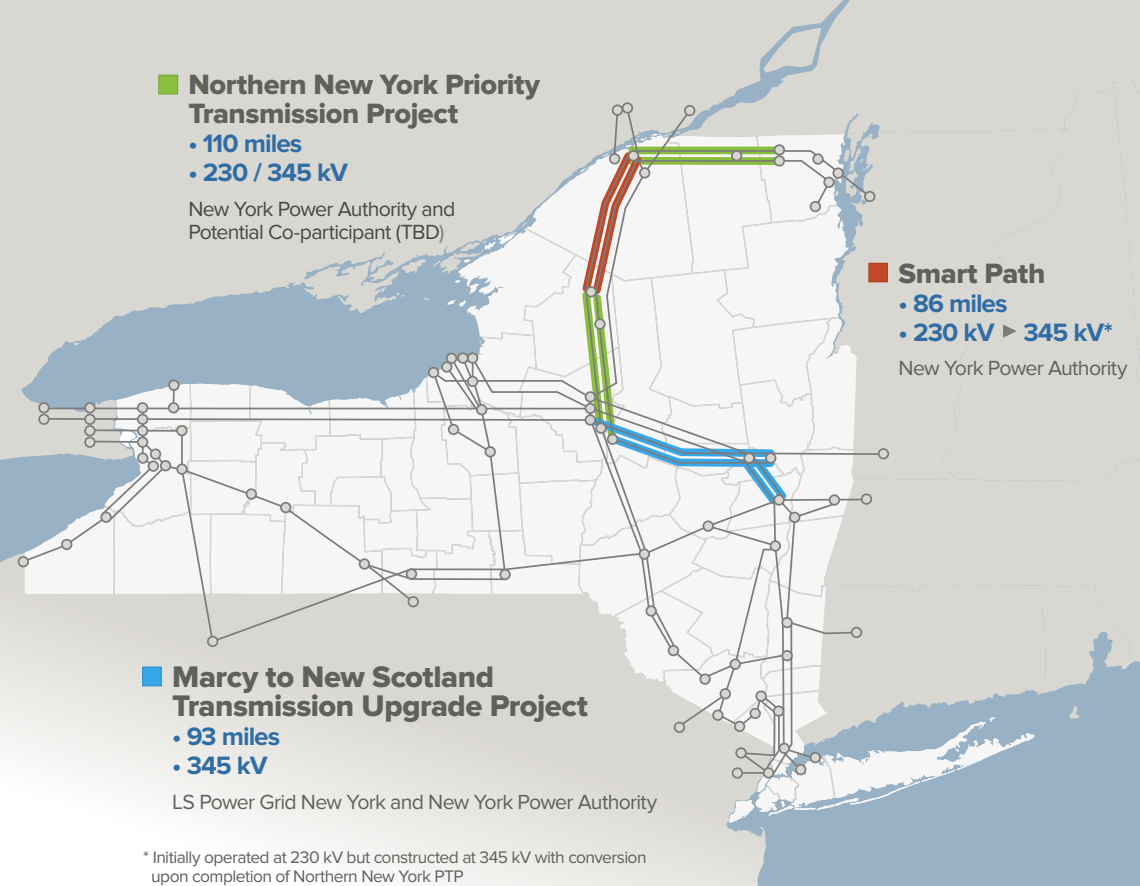 Northern New York Priority
Transmission Project
• 110 miles
• 230 / 345 kV
New York Power Authority and
Potential Co-participant (TBD)
Smart Path
• 86 miles
• 230 kV ▶ 345 kV*
New York Power Authority
Marcy to New Scotland
Transmission Upgrade Project
• 93 miles
• 345 kV
LS Power Grid New York and New York Power Authority
* Initially operated at 230 kV but constructed at 345 kV with conversion
upon completion of Northern New York PTP